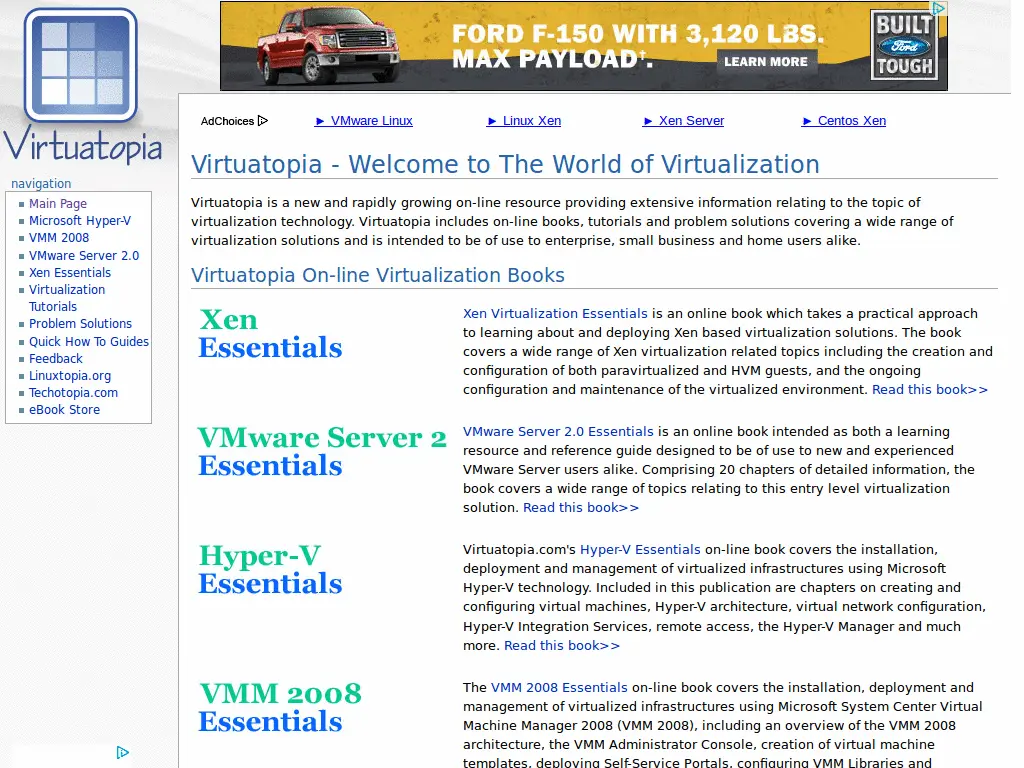 FORD F-150 WITH 3,120 LBS.
MAX PAYLOAD†.
LEARN MORE
BUILT
Ford
TOUGH
Virtuatopia
AdChoices
► VMware Linux
► Linux Xen
► Xen Server
► Centos Xen
navigation
Main Page
Microsoft Hyper-V
VMM 2008
VMware Server 2.0
Xen Essentials
Virtualization
Tutorials
Problem Solutions
Quick How To Guides
Feedback
Linuxtopia.org
Techotopia.com
eBook Store
Virtuatopia - Welcome to The World of Virtualization
Virtuatopia is a new and rapidly growing on-line resource providing extensive information relating to the topic of
virtualization technology. Virtuatopia includes on-line books, tutorials and problem solutions covering a wide range of
virtualization solutions and is intended to be of use to enterprise, small business and home users alike.
Virtuatopia On-line Virtualization Books
Xen
Essentials
Xen Virtualization Essentials is an online book which takes a practical approach
to learning about and deploying Xen based virtualization solutions. The book
covers a wide range of Xen virtualization related topics including the creation and
configuration of both paravirtualized and HVM guests, and the ongoing
configuration and maintenance of the virtualized environment. Read this book>>
VMware Server 2
Essentials
VMware Server 2.0 Essentials is an online book intended as both a learning
resource and reference guide designed to be of use to new and experienced
VMware Server users alike. Comprising 20 chapters of detailed information, the
book covers a wide range of topics relating to this entry level virtualization
solution. Read this book>>
Hyper-V
Essentials
Virtuatopia.com's Hyper-V Essentials on-line book covers the installation,
deployment and management of virtualized infrastructures using Microsoft
Hyper-V technology. Included in this publication are chapters on creating and
configuring virtual machines, Hyper-V architecture, virtual network configuration,
Hyper-V Integration Services, remote access, the Hyper-V Manager and much
more. Read this book>>
VMM 2008
Essentials
The VMM 2008 Essentials on-line book covers the installation, deployment and
management of virtualized infrastructures using Microsoft System Center Virtual
Machine Manager 2008 (VMM 2008), including an overview of the VMM 2008
architecture, the VMM Administrator Console, creation of virtual machine
templates, deploying Self-Service Portals, configuring VMM Libraries and